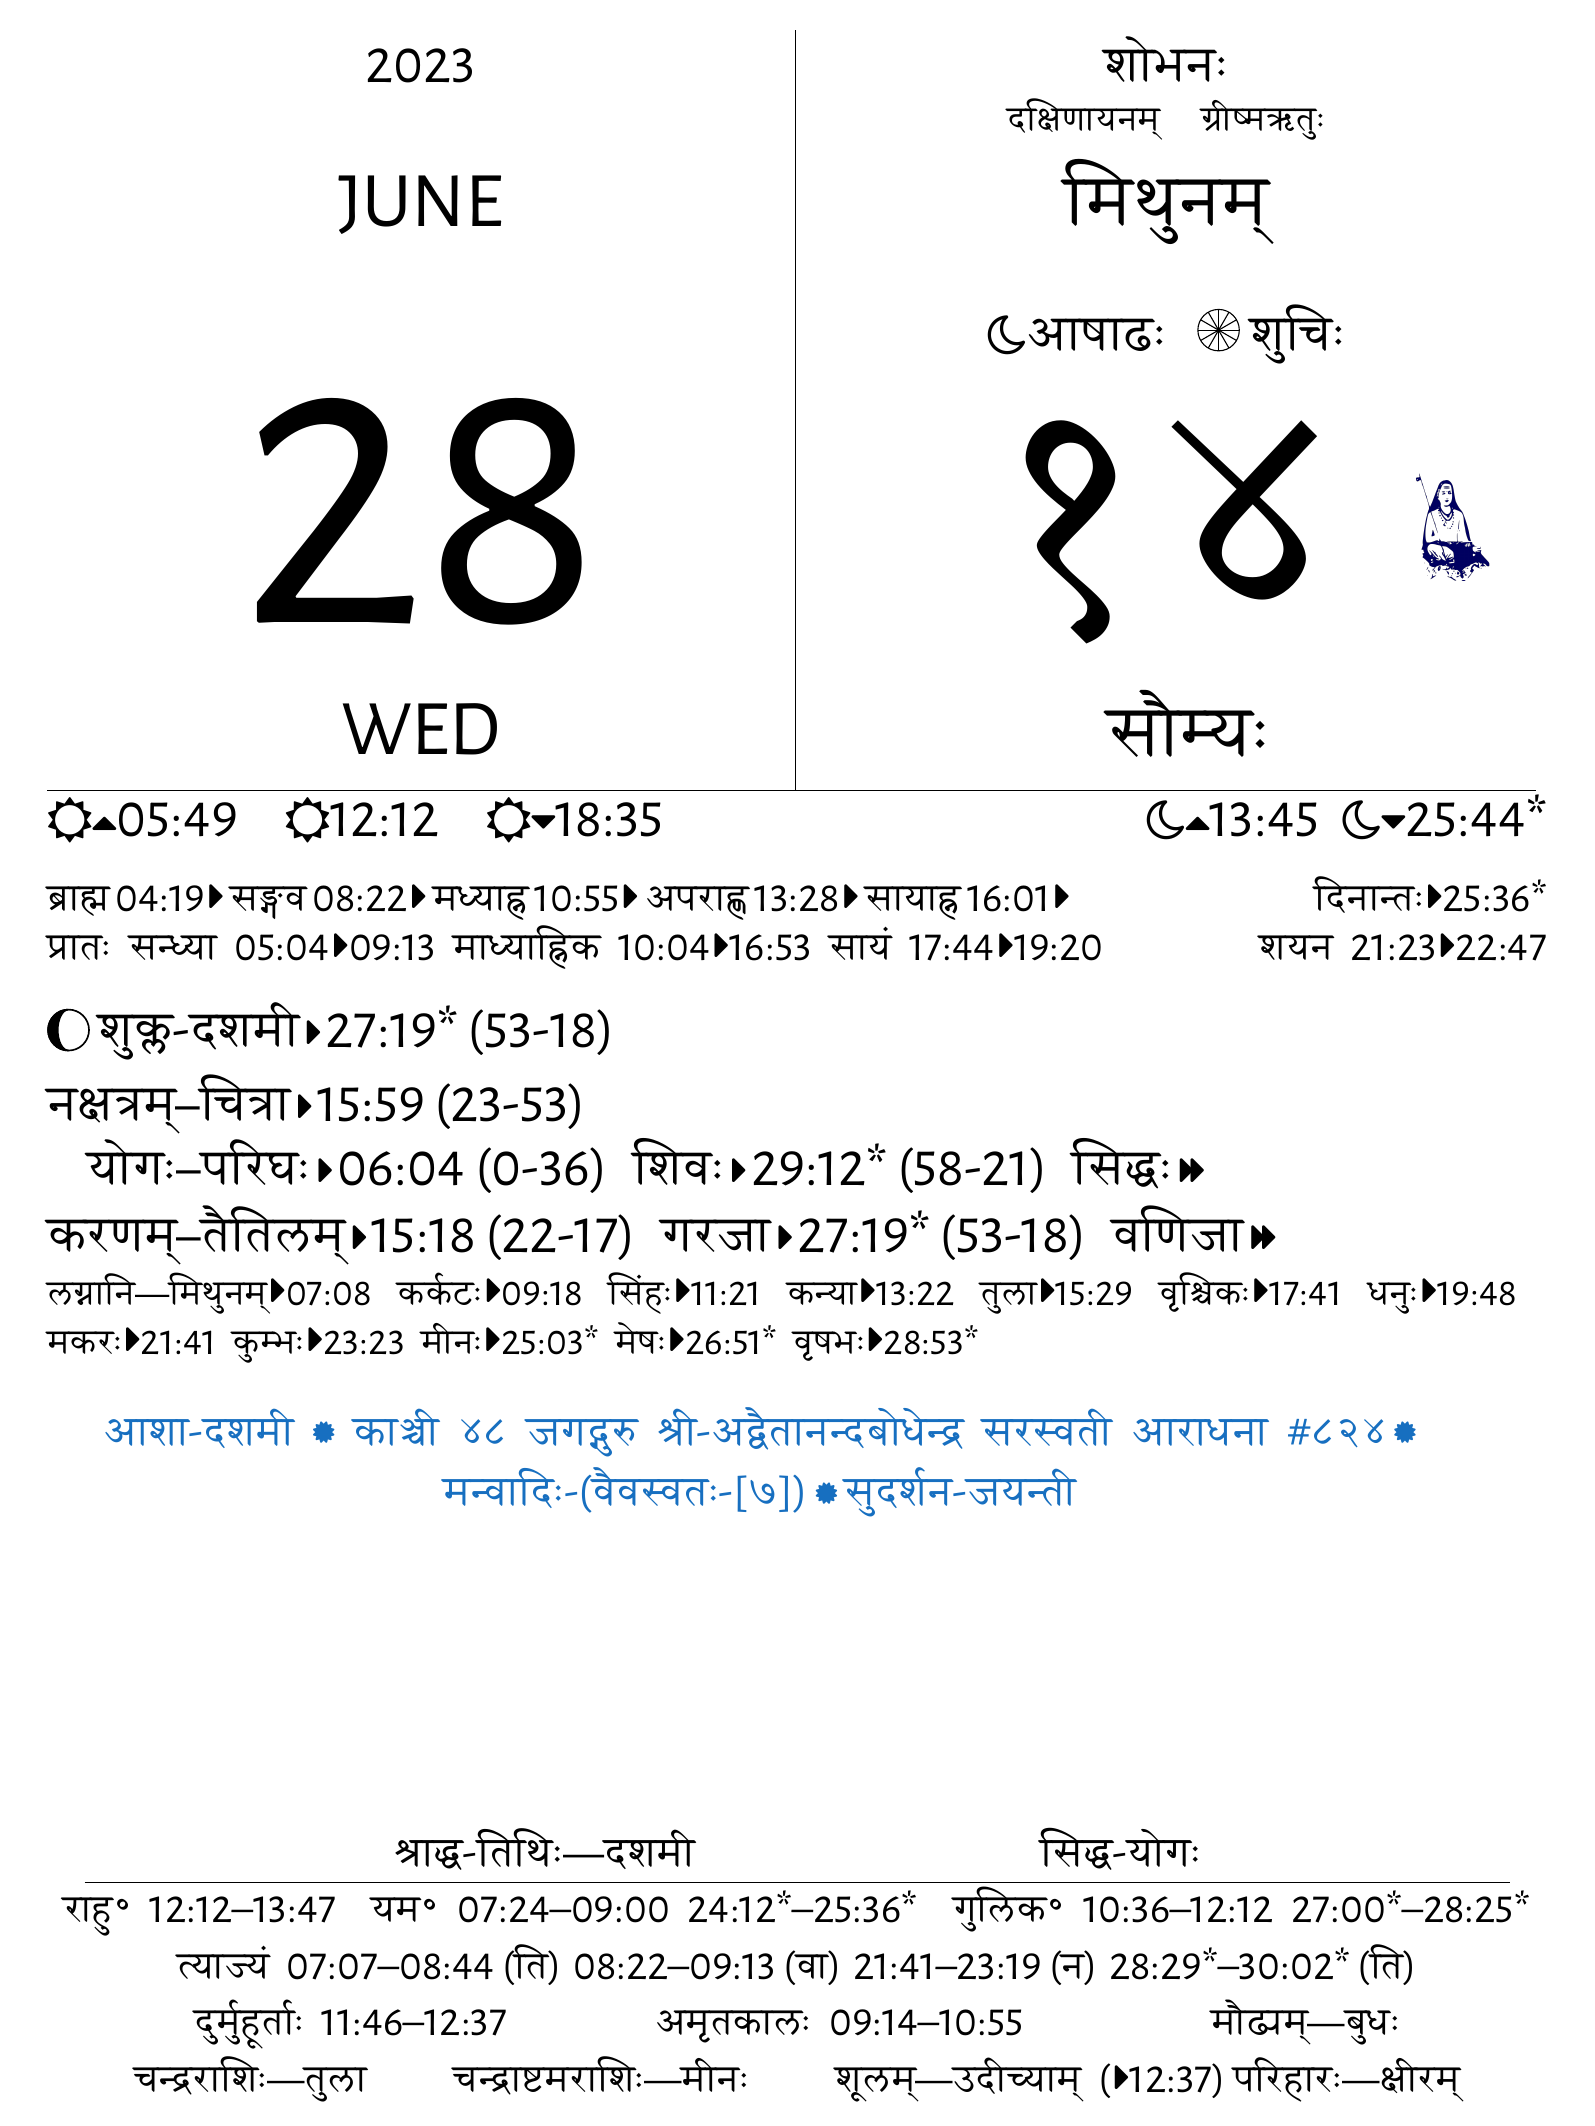 2023
JUNE
28
WED
शोभनः
दक्षिणायनम् ग्रीष्मऋतुः
मिथुनम्
आषाढः शुचिः
१४
सौम्यः
05:49 12:12 18:35 13:45 25:44*
ब्राह्म 04:19 सङ्गव 08:22 मध्याह्न 10:55 अपराह्ण 13:28 सायाह्न 16:01 दिनान्तः 25:36*
प्रातः सन्ध्या 05:04 09:13 माध्याह्निक 10:04 16:53 सायं 17:44 19:20 शयन 21:23 22:47
शुक्ल-दशमी 27:19* (53-18)
नक्षत्रम्–चित्रा 15:59 (23-53)
योगः–परिघः 06:04 (0-36) शिवः 29:12* (58-21) सिद्धः
करणम्–तैतिलम् 15:18 (22-17) गरजा 27:19* (53-18) वणिजा
लग्नानि—मिथुनम् 07:08 कर्कटः 09:18 सिंहः 11:21 कन्या 13:22 तुला 15:29 वृश्चिकः 17:41 धनुः 19:48
मकरः 21:41 कुम्भः 23:23 मीनः 25:03* मेषः 26:51* वृषभः 28:53*
आशा-दशमी ✹ काञ्ची ४८ जगद्गुरु श्री-अद्वैतानन्दबोधेन्द्र सरस्वती आराधना #८२४ ✹
मन्वादिः-(वैवस्वतः-[७]) ✹ सुदर्शन-जयन्ती
श्राद्ध-तिथिः—दशमी सिद्ध-योगः
राहु॰ 12:12–13:47 यम॰ 07:24–09:00 24:12*–25:36* गुलिक॰ 10:36–12:12 27:00*–28:25*
त्याज्यं 07:07–08:44 (ति) 08:22–09:13 (वा) 21:41–23:19 (न) 28:29*–30:02* (ति)
दुर्मुहूर्ताः 11:46–12:37 अमृतकालः 09:14–10:55 मौढ्यम्—बुधः
चन्द्रराशिः—तुला चन्द्राष्टमराशिः—मीनः शूलम्—उदीच्याम् (12:37) परिहारः—क्षीरम्